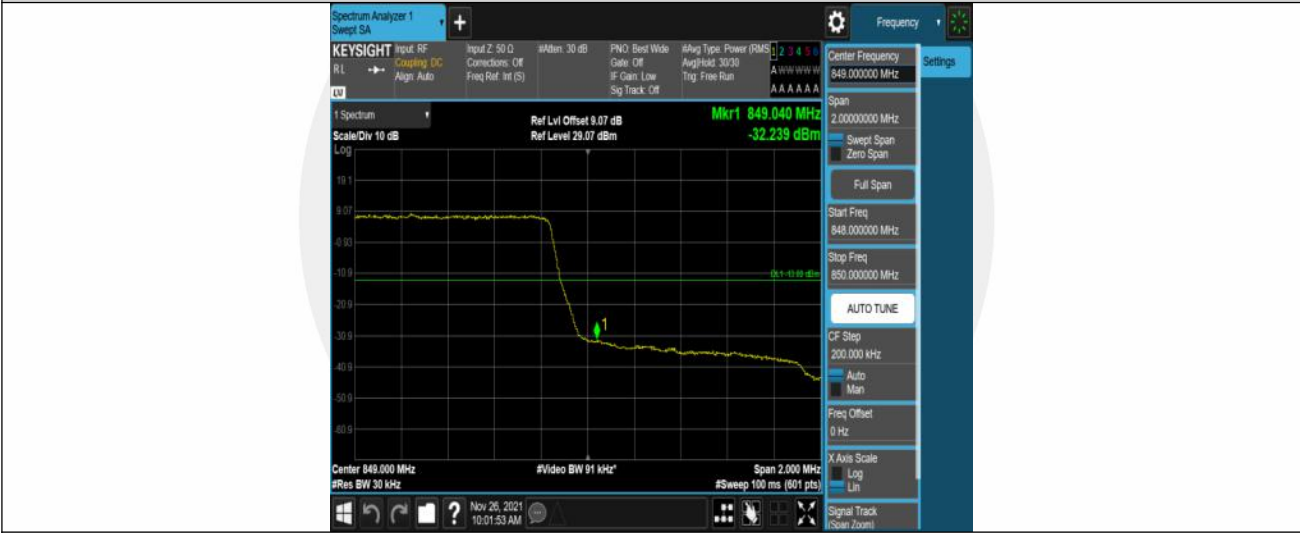 Spectrum Analyzer 1
Swept SA
+
Frequency
KEYSIGHT
RL
Input: RF
Coupling: DC
Align: Auto
Input Z: 50 Ω
Corrections: Off
Freq Ref: Int (S)
#Atten: 30 dB
PNO: Best Wide
Gate: Off
IF Gain: Low
Sig Track: Off
#Avg Type: Power (RMS
Avg|Hold: 30/30
Trig: Free Run
1 2 3 4 5 6
A W W W W W
A A A A A A
1 Spectrum
Scale/Div 10 dB
Log
Ref Lvl Offset 9.07 dB
Ref Level 29.07 dBm
Mkr1 849.040 MHz
-32.239 dBm
19.1
9.07
-0.93
-10.9
-20.9
-30.9
-40.9
-50.9
-60.9
DL1 -13.00 dBm
1
Center 849.000 MHz
#Res BW 30 kHz
#Video BW 91 kHz*
Span 2.000 MHz
#Sweep 100 ms (601 pts)
?
Nov 26, 2021
10:01:53 AM
Center Frequency
849.000000 MHz
Settings
Span
2.00000000 MHz
Swept Span
Zero Span
Full Span
Start Freq
848.000000 MHz
Stop Freq
850.000000 MHz
AUTO TUNE
CF Step
200.000 kHz
Auto
Man
Freq Offset
0 Hz
X Axis Scale
Log
Lin
Signal Track
(Span Zoom)